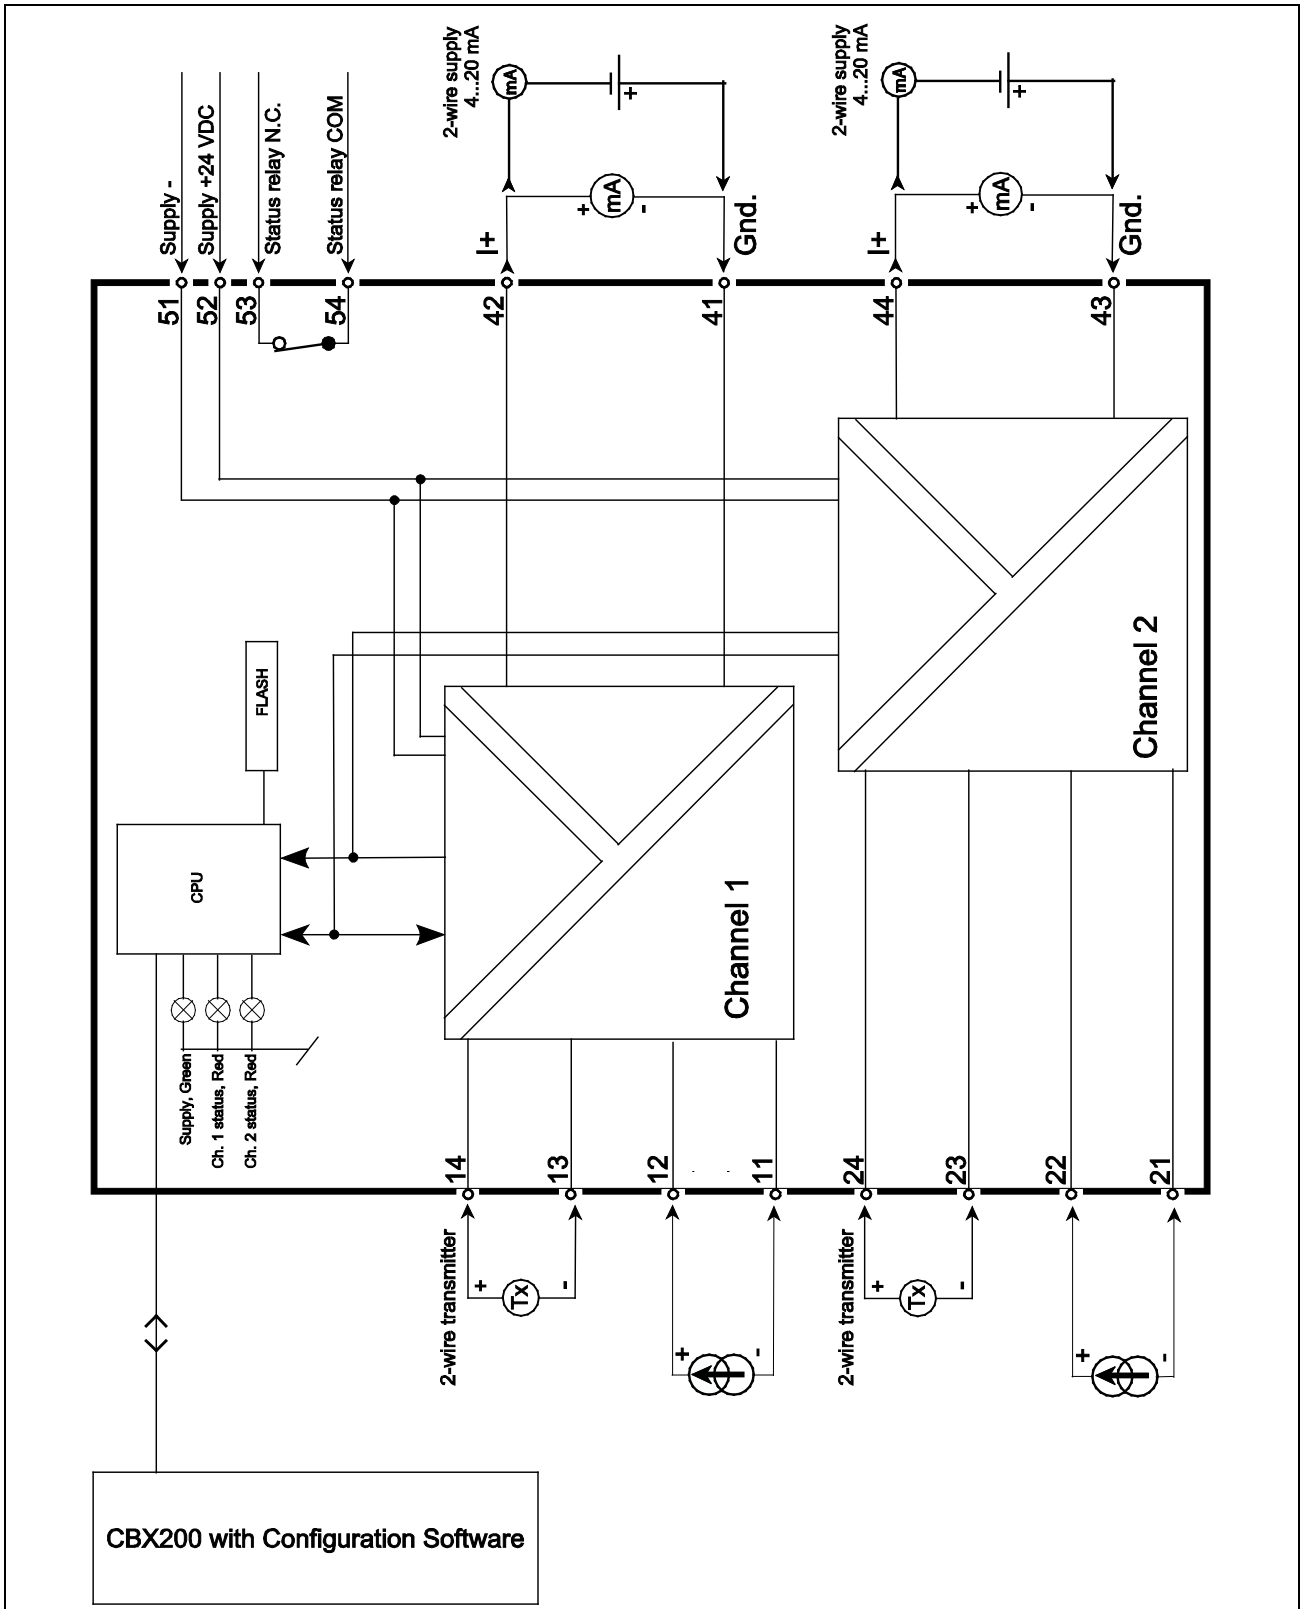 2-wire supply
4...20 mA
mA
+
2-wire supply
4...20 mA
mA
+
Supply -
Supply +24 VDC
Status relay N.C.
Status relay COM
I+
+
mA
-
Gnd.
I+
+
mA
-
Gnd.
51
52
53
54
42
41
44
43
FLASH
CPU
Channel 1
Channel 2
Supply, Green
Ch. 1 status, Red
Ch. 2 status, Red
14
13
12
11
24
23
22
21
2-wire transmitter
+
Tx
-
+
-
2-wire transmitter
+
Tx
-
+
-
CBX200 with Configuration Software